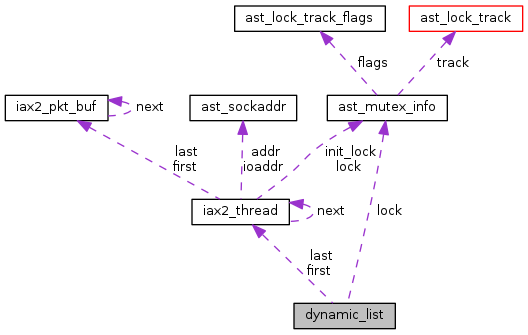 ast_lock_track_flags
ast_lock_track
flags
track
iax2_pkt_buf
next
ast_sockaddr
ast_mutex_info
last
first
addr
ioaddr
init_lock
lock
iax2_thread
next
lock
last
first
dynamic_list